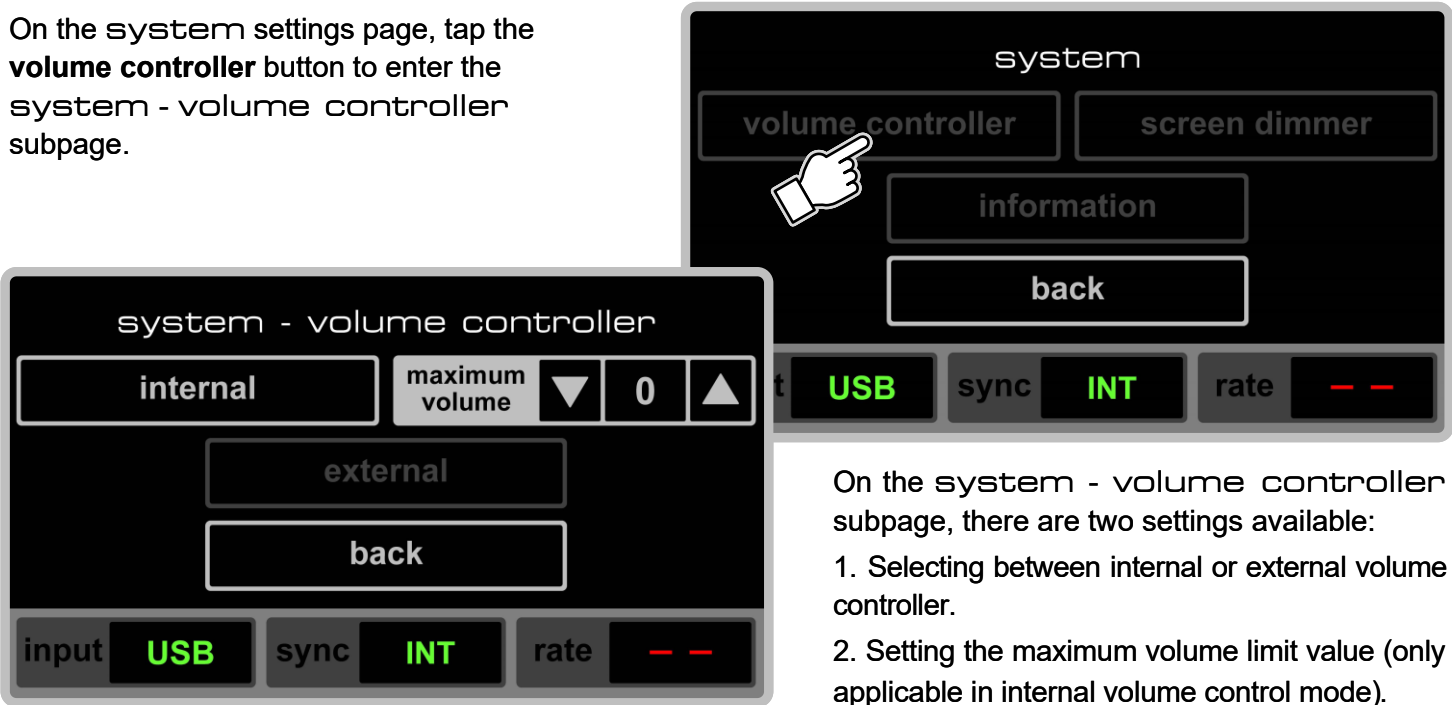 On the system settings page, tap the
volume controller button to enter the
system - volume controller
subpage.
system
volume controller
screen dimmer
information
back
USB
sync
INT
rate
– –
system - volume controller
internal
maximum
volume
0
external
back
input
USB
sync
INT
rate
– –
On the system - volume controller
subpage, there are two settings available:
1. Selecting between internal or external volume
controller.
2. Setting the maximum volume limit value (only
applicable in internal volume control mode).